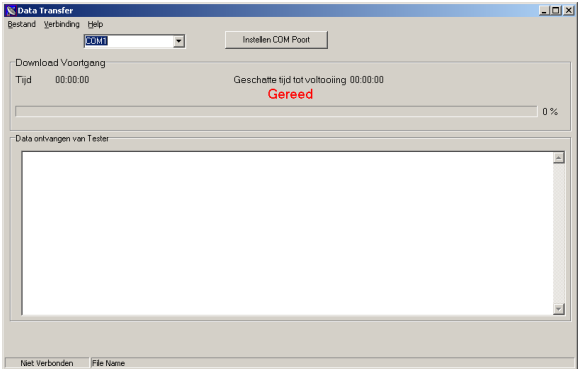 Data Transfer
Bestand Verbinding Help
COM1 Instellen COM Poort
Download Voortgang
Tijd 00:00:00 Geschatte tijd tot voltooiing 00:00:00
Gereed
0 %
Data ontvangen van Tester
Niet Verbonden File Name